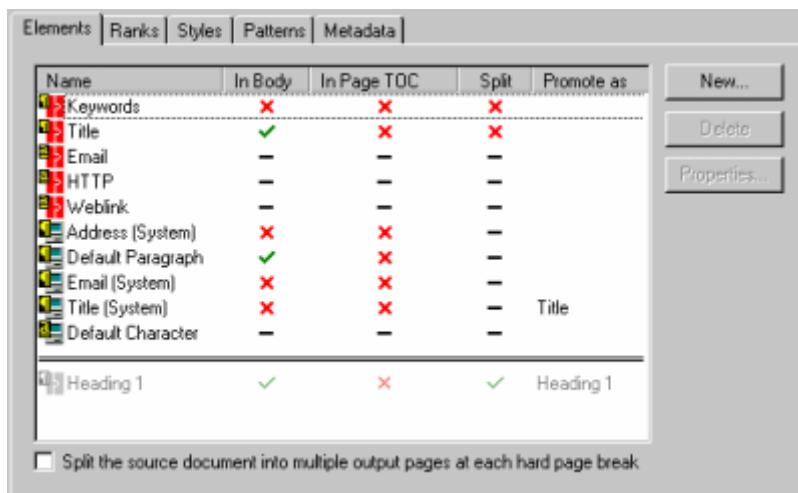 Elements Ranks Styles Patterns Metadata
Name In Body In Page TOC Split Promote as
New...
Keywords
Title
Delete
Email
HTTP
Properties...
Weblink
Address (System)
Default Paragraph
Email (System)
Title (System) Title
Default Character
Heading 1 Heading 1
Split the source document into multiple output pages at each hard page break